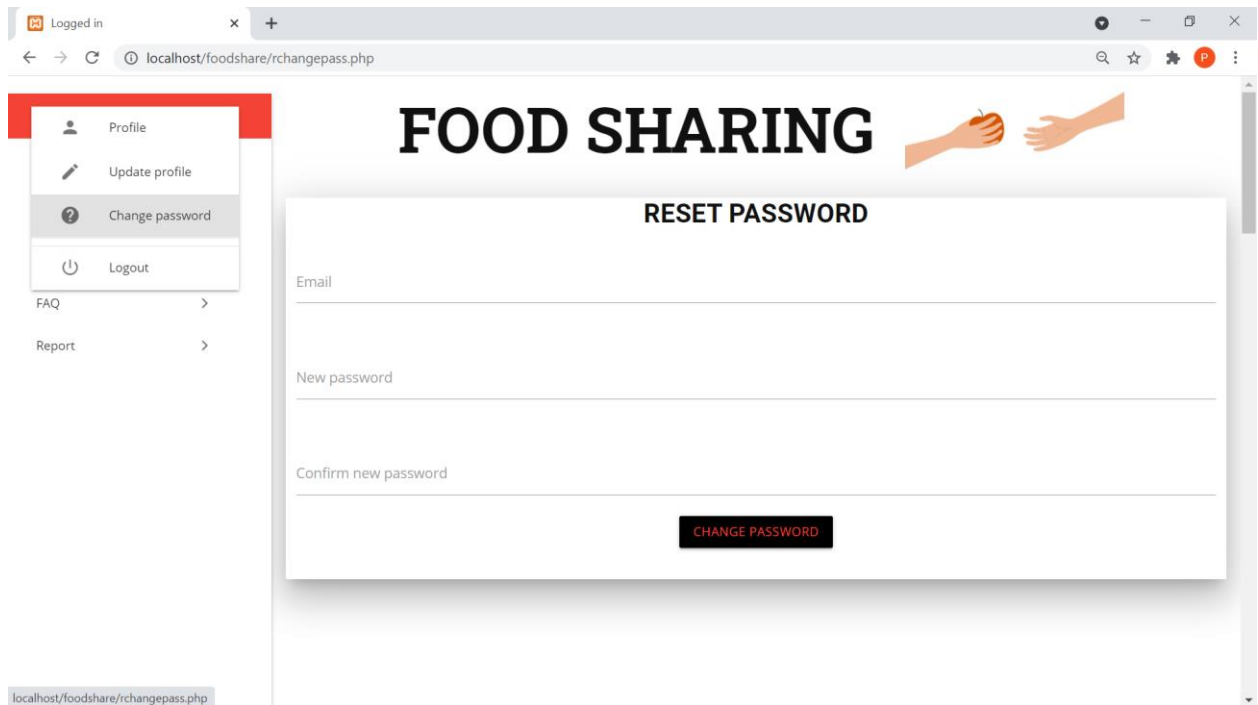 Logged in
localhost/foodshare/rchangepass.php
P
FOOD SHARING
Profile
Update profile
Change password
Logout
FAQ
Report
RESET PASSWORD
Email
New password
Confirm new password
CHANGE PASSWORD
localhost/foodshare/rchangepass.php